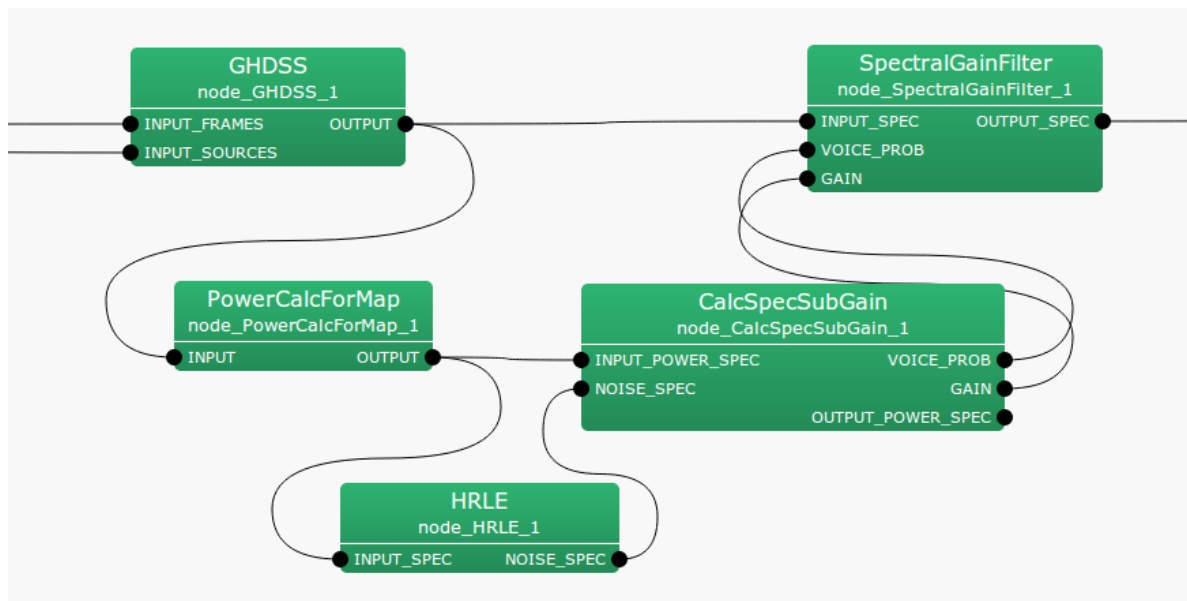 GHDSS
node_GHDSS_1
INPUT_FRAMES OUTPUT
INPUT_SOURCES
SpectralGainFilter
node_SpectralGainFilter_1
INPUT_SPEC OUTPUT_SPEC
VOICE_PROB
GAIN
PowerCalcForMap
node_PowerCalcForMap_1
INPUT OUTPUT
CalcSpecSubGain
node_CalcSpecSubGain_1
INPUT_POWER_SPEC VOICE_PROB
NOISE_SPEC GAIN
OUTPUT_POWER_SPEC
HRLE
node_HRLE_1
INPUT_SPEC NOISE_SPEC